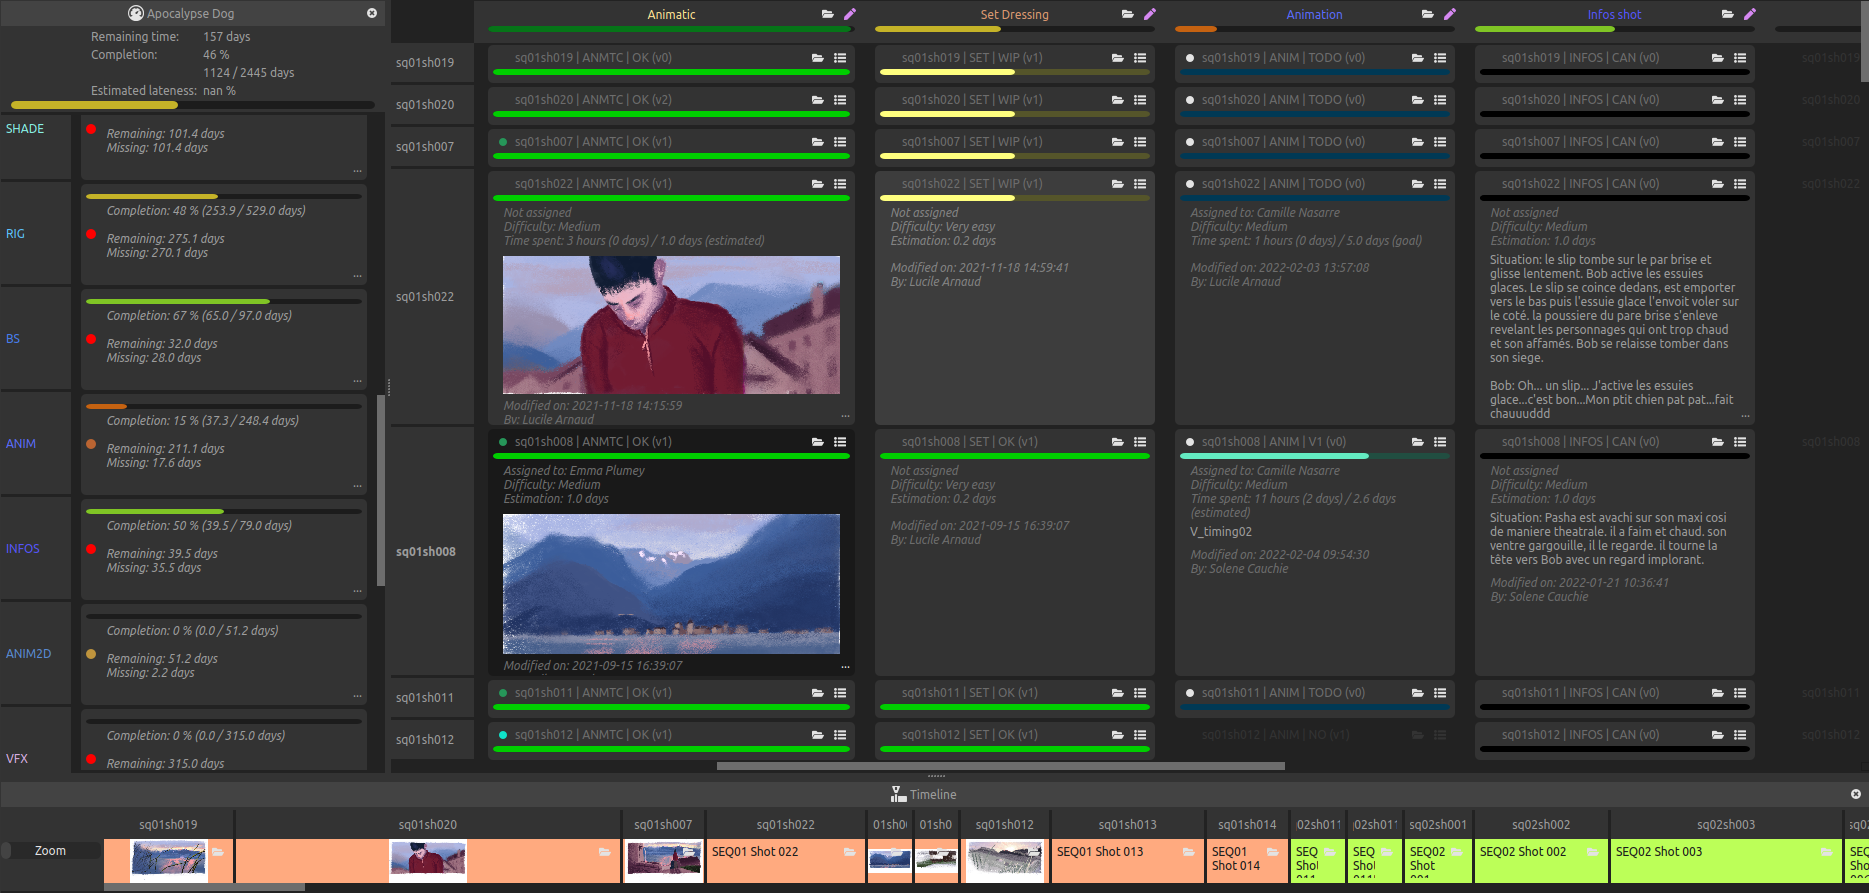 Apocalypse Dog
Remaining time: 157 days
Completion: 46 %
1124 / 2445 days
Estimated lateness: nan %
SHADE
Remaining: 101.4 days
Missing: 101.4 days
...
RIG
Completion: 48 % (253.9 / 529.0 days)
Remaining: 275.1 days
Missing: 270.1 days
...
BS
Completion: 67 % (65.0 / 97.0 days)
Remaining: 32.0 days
Missing: 28.0 days
...
ANIM
Completion: 15 % (37.3 / 248.4 days)
Remaining: 211.1 days
Missing: 17.6 days
...
INFOS
Completion: 50 % (39.5 / 79.0 days)
Remaining: 39.5 days
Missing: 35.5 days
...
ANIM2D
Completion: 0 % (0.0 / 51.2 days)
Remaining: 51.2 days
Missing: 2.2 days
...
VFX
Completion: 0 % (0.0 / 315.0 days)
Remaining: 315.0 days
Animatic Set Dressing Animation Infos shot
sq01sh019
sq01sh019 | ANMTC | OK (v0)
sq01sh019 | SET | WIP (v1)
sq01sh019 | ANIM | TODO (v0)
sq01sh019 | INFOS | CAN (v0)
sq01sh019
sq01sh020
sq01sh020 | ANMTC | OK (v2)
sq01sh020 | SET | WIP (v1)
sq01sh020 | ANIM | TODO (v0)
sq01sh020 | INFOS | CAN (v0)
sq01sh020
sq01sh007
sq01sh007 | ANMTC | OK (v1)
sq01sh007 | SET | WIP (v1)
sq01sh007 | ANIM | TODO (v0)
sq01sh007 | INFOS | CAN (v0)
sq01sh007
sq01sh022
sq01sh022 | ANMTC | OK (v1)
Not assigned
Difficulty: Medium
Time spent: 3 hours (0 days) / 1.0 days (estimated)
Modified on: 2021-11-18 14:15:59
By: Lucile Arnaud
...
sq01sh022 | SET | WIP (v1)
Not assigned
Difficulty: Very easy
Estimation: 0.2 days
Modified on: 2021-11-18 14:59:41
By: Lucile Arnaud
sq01sh022 | ANIM | TODO (v0)
Assigned to: Camille Nasarre
Difficulty: Medium
Time spent: 1 hours (0 days) / 5.0 days (goal)
Modified on: 2022-02-03 13:57:08
By: Lucile Arnaud
sq01sh022 | INFOS | CAN (v0)
Not assigned
Difficulty: Medium
Estimation: 1.0 days
Situation: le slip tombe sur le par brise et
glisse lentement. Bob active les essuies
glaces. Le slip se coince dedans, est emporter
vers le bas puis l'essuie glace l'envoit voler sur
le coté. la poussiere du pare brise s'enleve
revelant les personnages qui ont trop chaud
et son affamés. Bob se relaisse tomber dans
son siege.
Bob: Oh... un slip... J'active les essuies
glace...c'est bon...Mon ptit chien pat pat...fait
chauuuddd
...
sq01sh022
sq01sh008
sq01sh008 | ANMTC | OK (v1)
Assigned to: Emma Plumey
Difficulty: Medium
Estimation: 1.0 days
Modified on: 2021-09-15 16:39:07
...
sq01sh008 | SET | OK (v1)
Not assigned
Difficulty: Very easy
Estimation: 0.2 days
Modified on: 2021-09-15 16:39:07
By: Lucile Arnaud
sq01sh008 | ANIM | V1 (v0)
Assigned to: Camille Nasarre
Difficulty: Medium
Time spent: 11 hours (2 days) / 2.6 days
(estimated)
V_timing02
Modified on: 2022-02-04 09:54:30
By: Solene Cauchie
sq01sh008 | INFOS | CAN (v0)
Not assigned
Difficulty: Medium
Estimation: 1.0 days
Situation: Pasha est avachi sur son maxi cosi
de maniere theatrale. il a faim et chaud. son
ventre gargouille, il le regarde. il tourne la
tête vers Bob avec un regard implorant.
Modified on: 2022-01-21 10:36:41
By: Solene Cauchie
sq01sh008
sq01sh011
sq01sh011 | ANMTC | OK (v1)
sq01sh011 | SET | OK (v1)
sq01sh011 | ANIM | TODO (v0)
sq01sh011 | INFOS | CAN (v0)
sq01sh011
sq01sh012
sq01sh012 | ANMTC | OK (v1)
sq01sh012 | SET | OK (v1)
sq01sh012 | ANIM | NO (v1)
sq01sh012 | INFOS | CAN (v0)
sq01sh012
Timeline
Zoom
sq01sh019 sq01sh020 sq01sh007 sq01sh022 01sh0 sq01sh012 sq01sh013 sq01sh014 02sh011 02sh011 sq02sh001 sq02sh002 sq02sh003
SEQ01 Shot 022
SEQ01 Shot 013
SEQ01
Shot 014
SEQ
Shot
SEQ
Shot
SEQ02
Shot
001
SEQ02 Shot 002
SEQ02 Shot 003